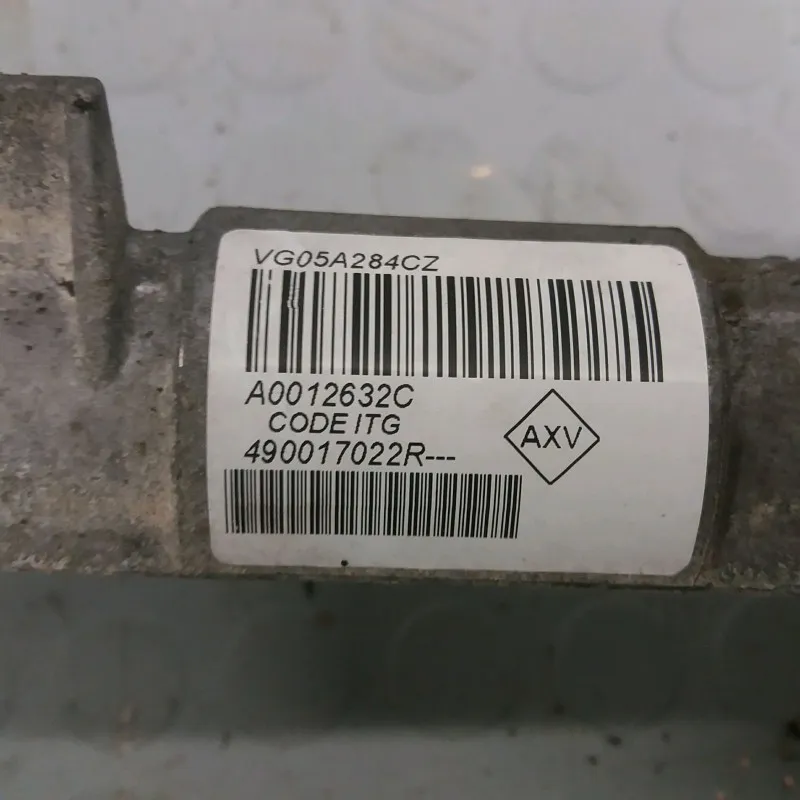 VG05A284CZ
A0012632C
CODE ITG
490017022R---
AXV